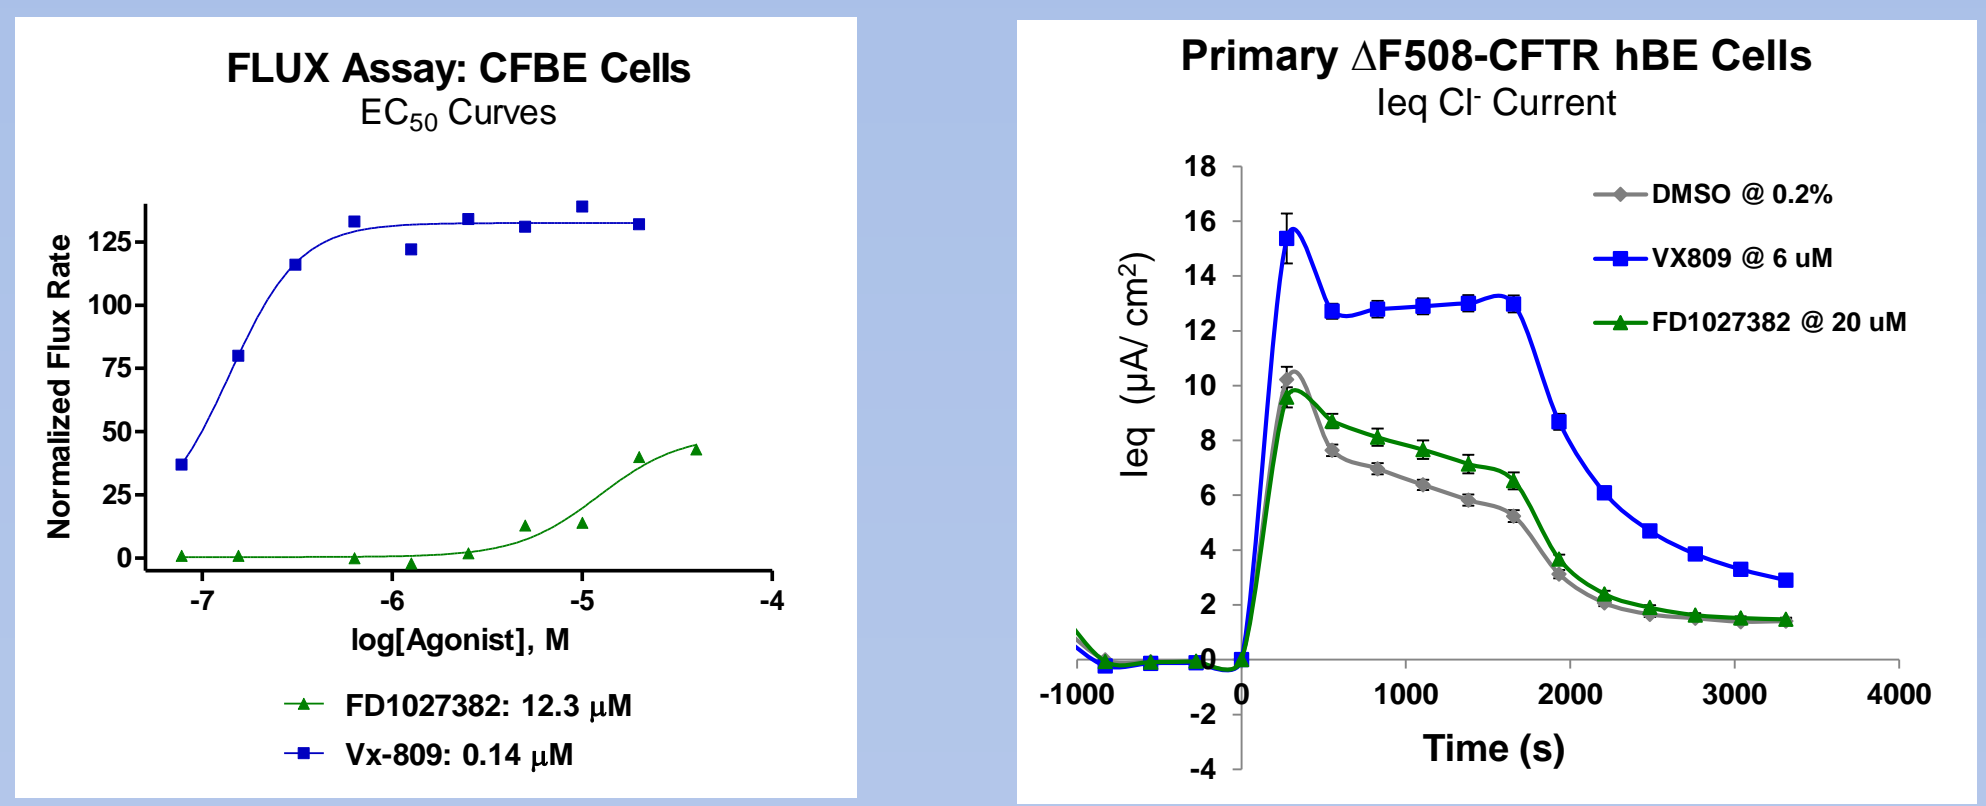 FLUX Assay: CFBE Cells
EC50 Curves
Normalized Flux Rate
125
100
75
50
25
0
-7 -6 -5 -4
log[Agonist], M
FD1027382: 12.3 μM
Vx-809: 0.14 μM
Primary ΔF508-CFTR hBE Cells
Ieq Cl- Current
Ieq (μA/ cm2)
18
16
14
12
10
8
6
4
2
0
-2
-4
-1000 0 1000 2000 3000 4000
Time (s)
DMSO @ 0.2%
VX809 @ 6 uM
FD1027382 @ 20 uM